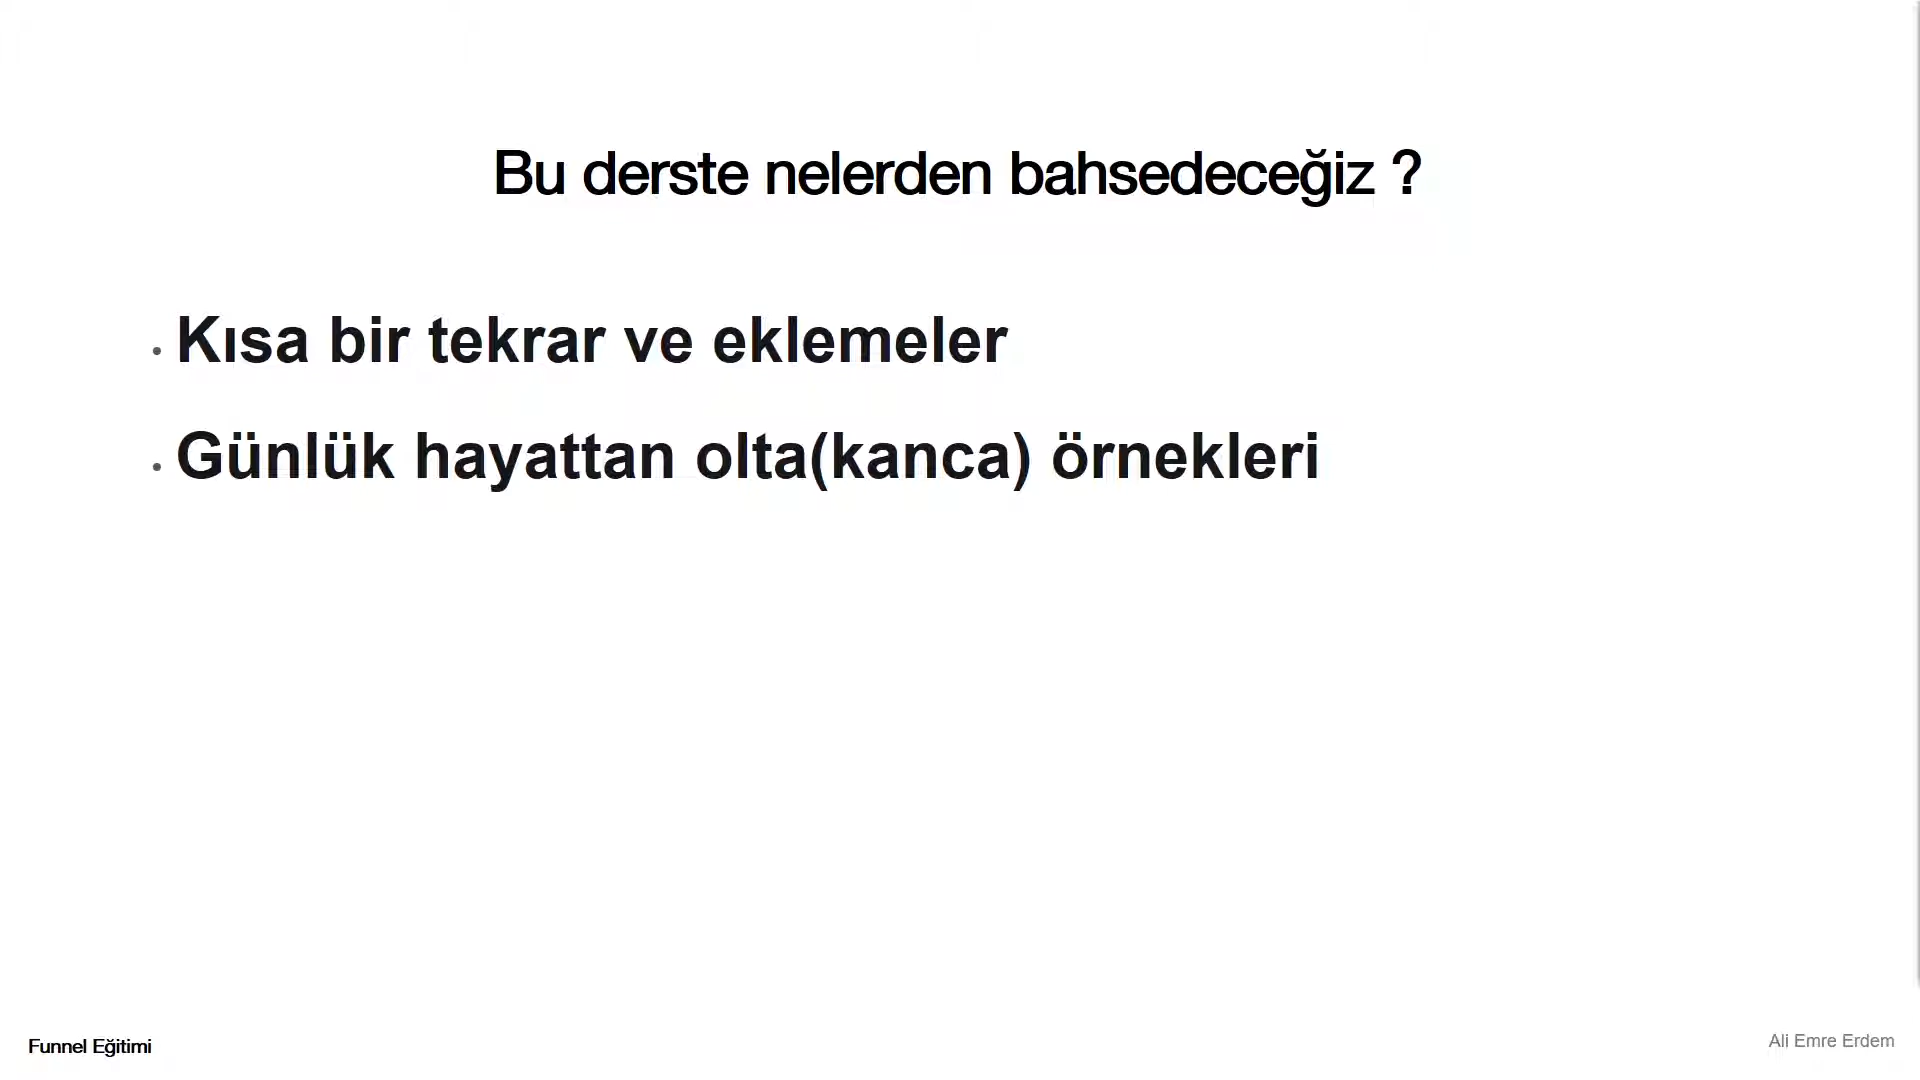 Bu derste nelerden bahsedeceğiz ?
• Kısa bir tekrar ve eklemeler
• Günlük hayattan olta(kanca) örnekleri
Funnel Eğitimi
Ali Emre Erdem